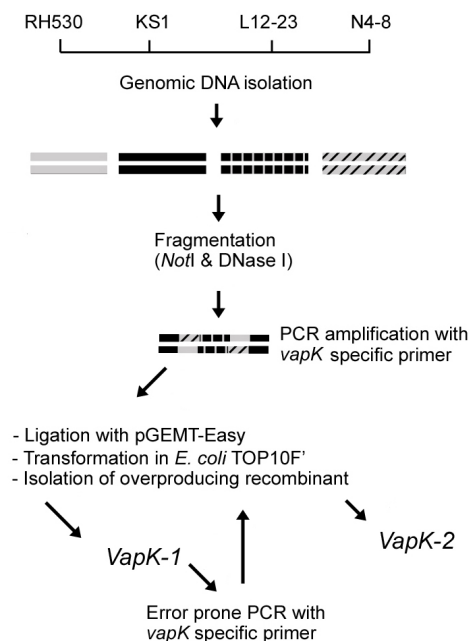 RH530 KS1 L12-23 N4-8
Genomic DNA isolation
Fragmentation
(NotI & DNase I)
PCR amplification with
vapK specific primer
- Ligation with pGEMT-Easy
- Transformation in E. coli TOP10F’
- Isolation of overproducing recombinant
VapK-1
VapK-2
Error prone PCR with
vapK specific primer